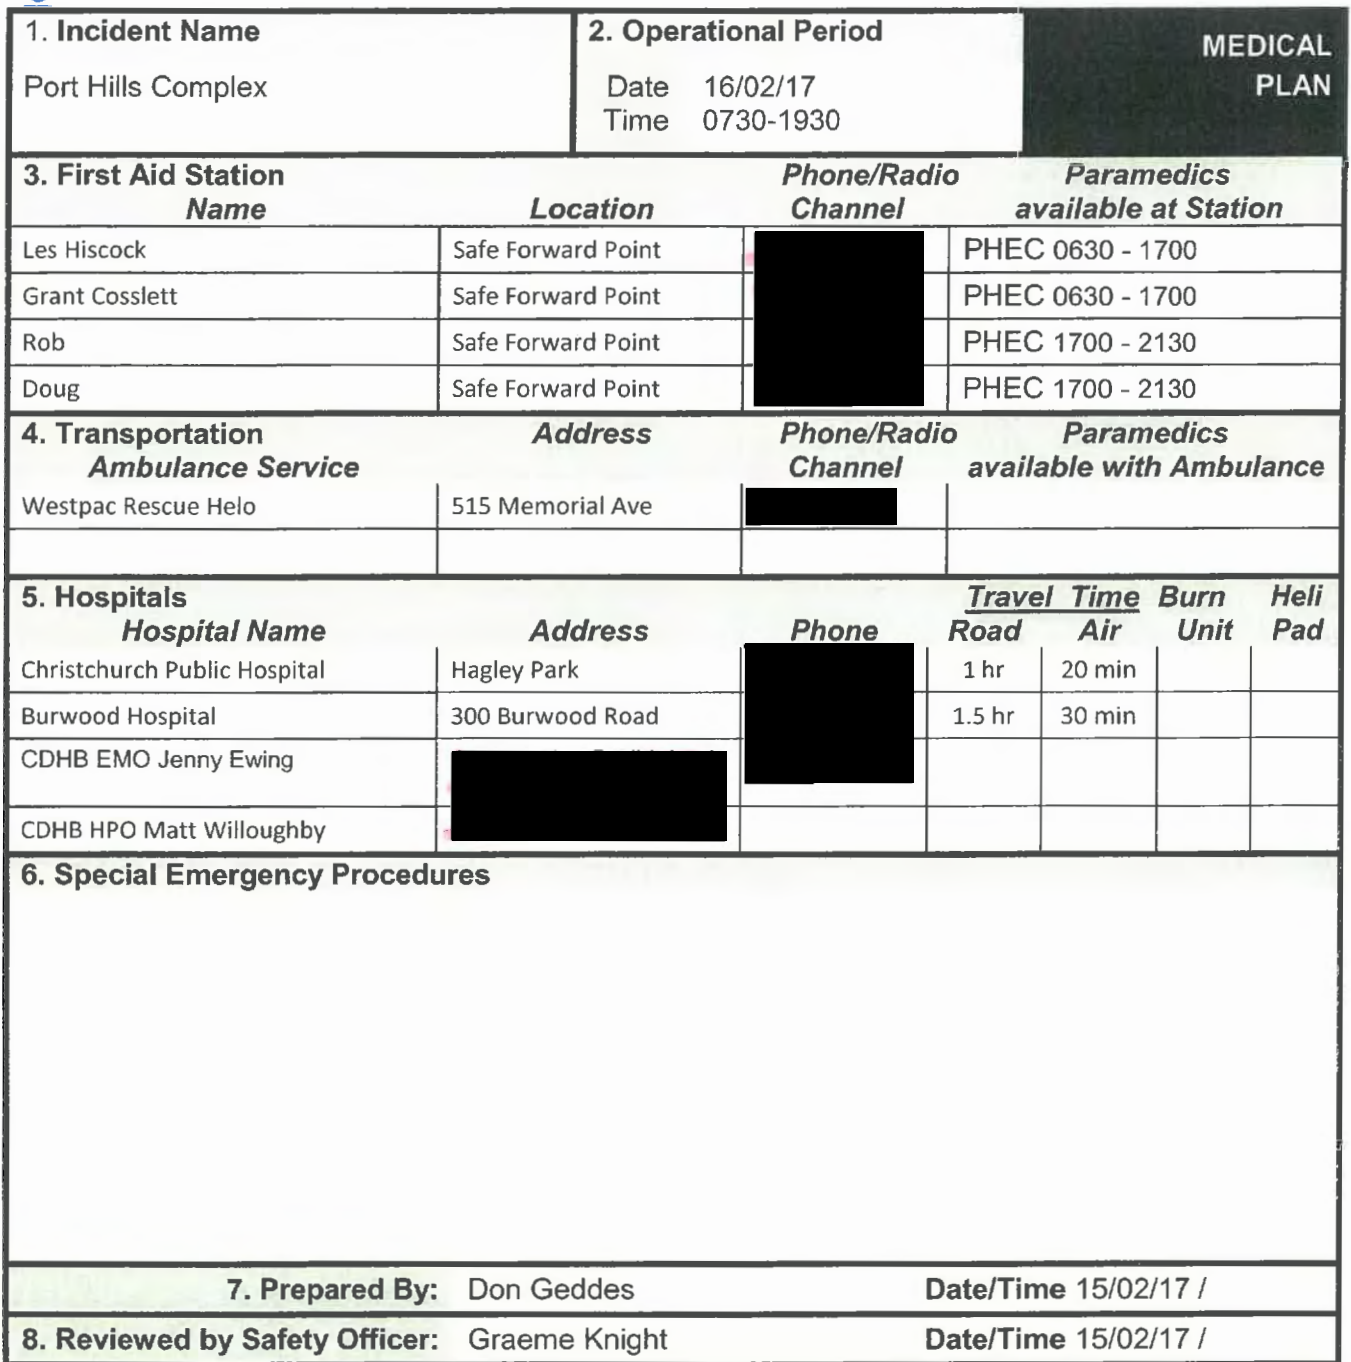 1. Incident Name
Port Hills Complex
2. Operational Period
Date 16/02/17
Time 0730-1930
MEDICAL
PLAN
3. First Aid Station Phone/Radio Paramedics
Name Location Channel available at Station
Les Hiscock Safe Forward Point PHEC 0630 - 1700
Grant Cosslett Safe Forward Point PHEC 0630 - 1700
Rob Safe Forward Point PHEC 1700 - 2130
Doug Safe Forward Point PHEC 1700 - 2130
4. Transportation Address Phone/Radio Paramedics
Ambulance Service Channel available with Ambulance
Westpac Rescue Helo 515 Memorial Ave
5. Hospitals Travel Time Burn Heli
Hospital Name Address Phone Road Air Unit Pad
Christchurch Public Hospital Hagley Park 1 hr 20 min
Burwood Hospital 300 Burwood Road 1.5 hr 30 min
CDHB EMO Jenny Ewing
CDHB HPO Matt Willoughby
6. Special Emergency Procedures
7. Prepared By: Don Geddes Date/Time 15/02/17 /
8. Reviewed by Safety Officer: Graeme Knight Date/Time 15/02/17 /